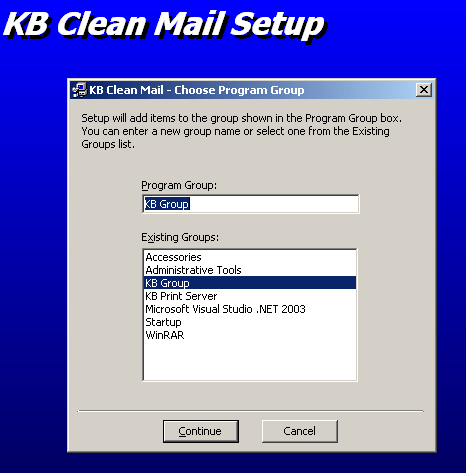 KB Clean Mail Setup
KB Clean Mail - Choose Program Group
Setup will add items to the group shown in the Program Group box.
You can enter a new group name or select one from the Existing
Groups list.
Program Group:
KB Group
Existing Groups:
Accessories
Administrative Tools
KB Group
KB Print Server
Microsoft Visual Studio .NET 2003
Startup
WinRAR
Continue
Cancel